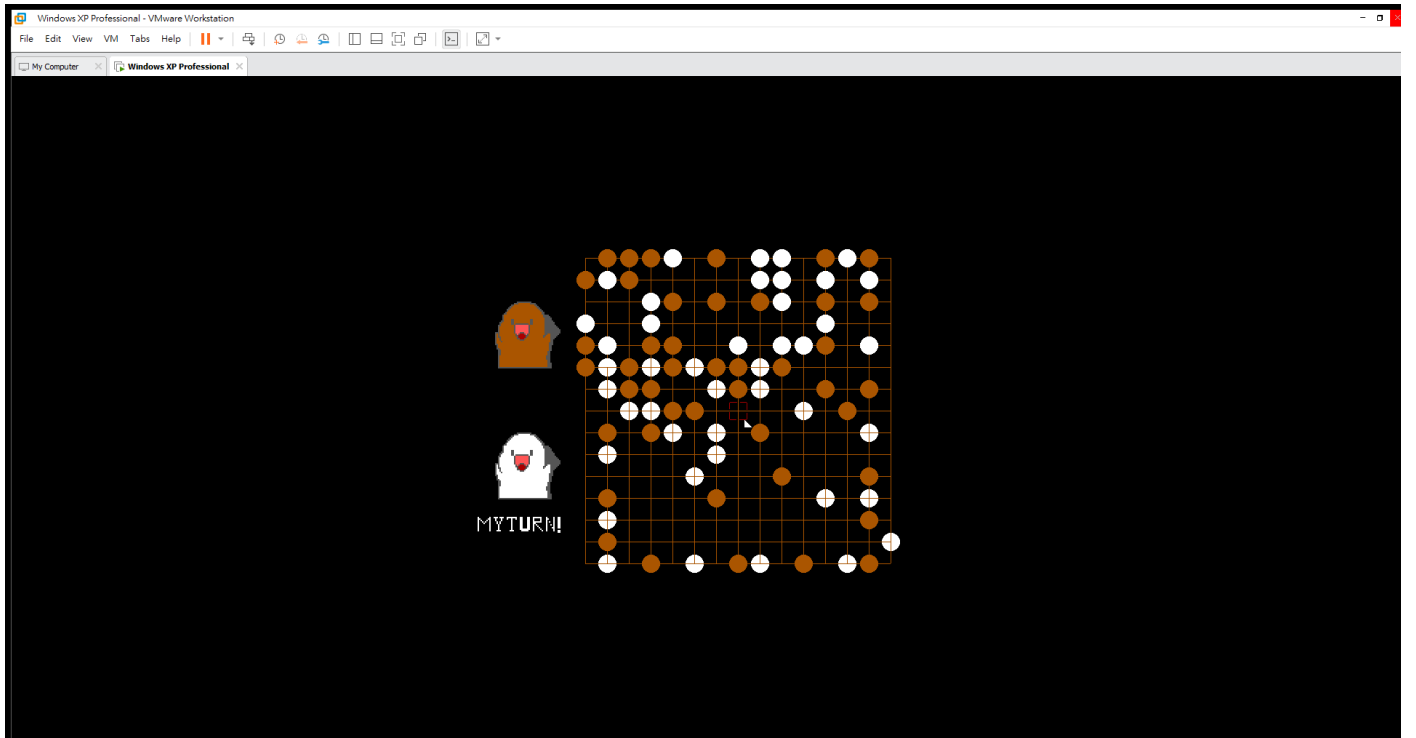 Windows XP Professional - VMware Workstation
File Edit View VM Tabs Help
My Computer Windows XP Professional
MYTURN!